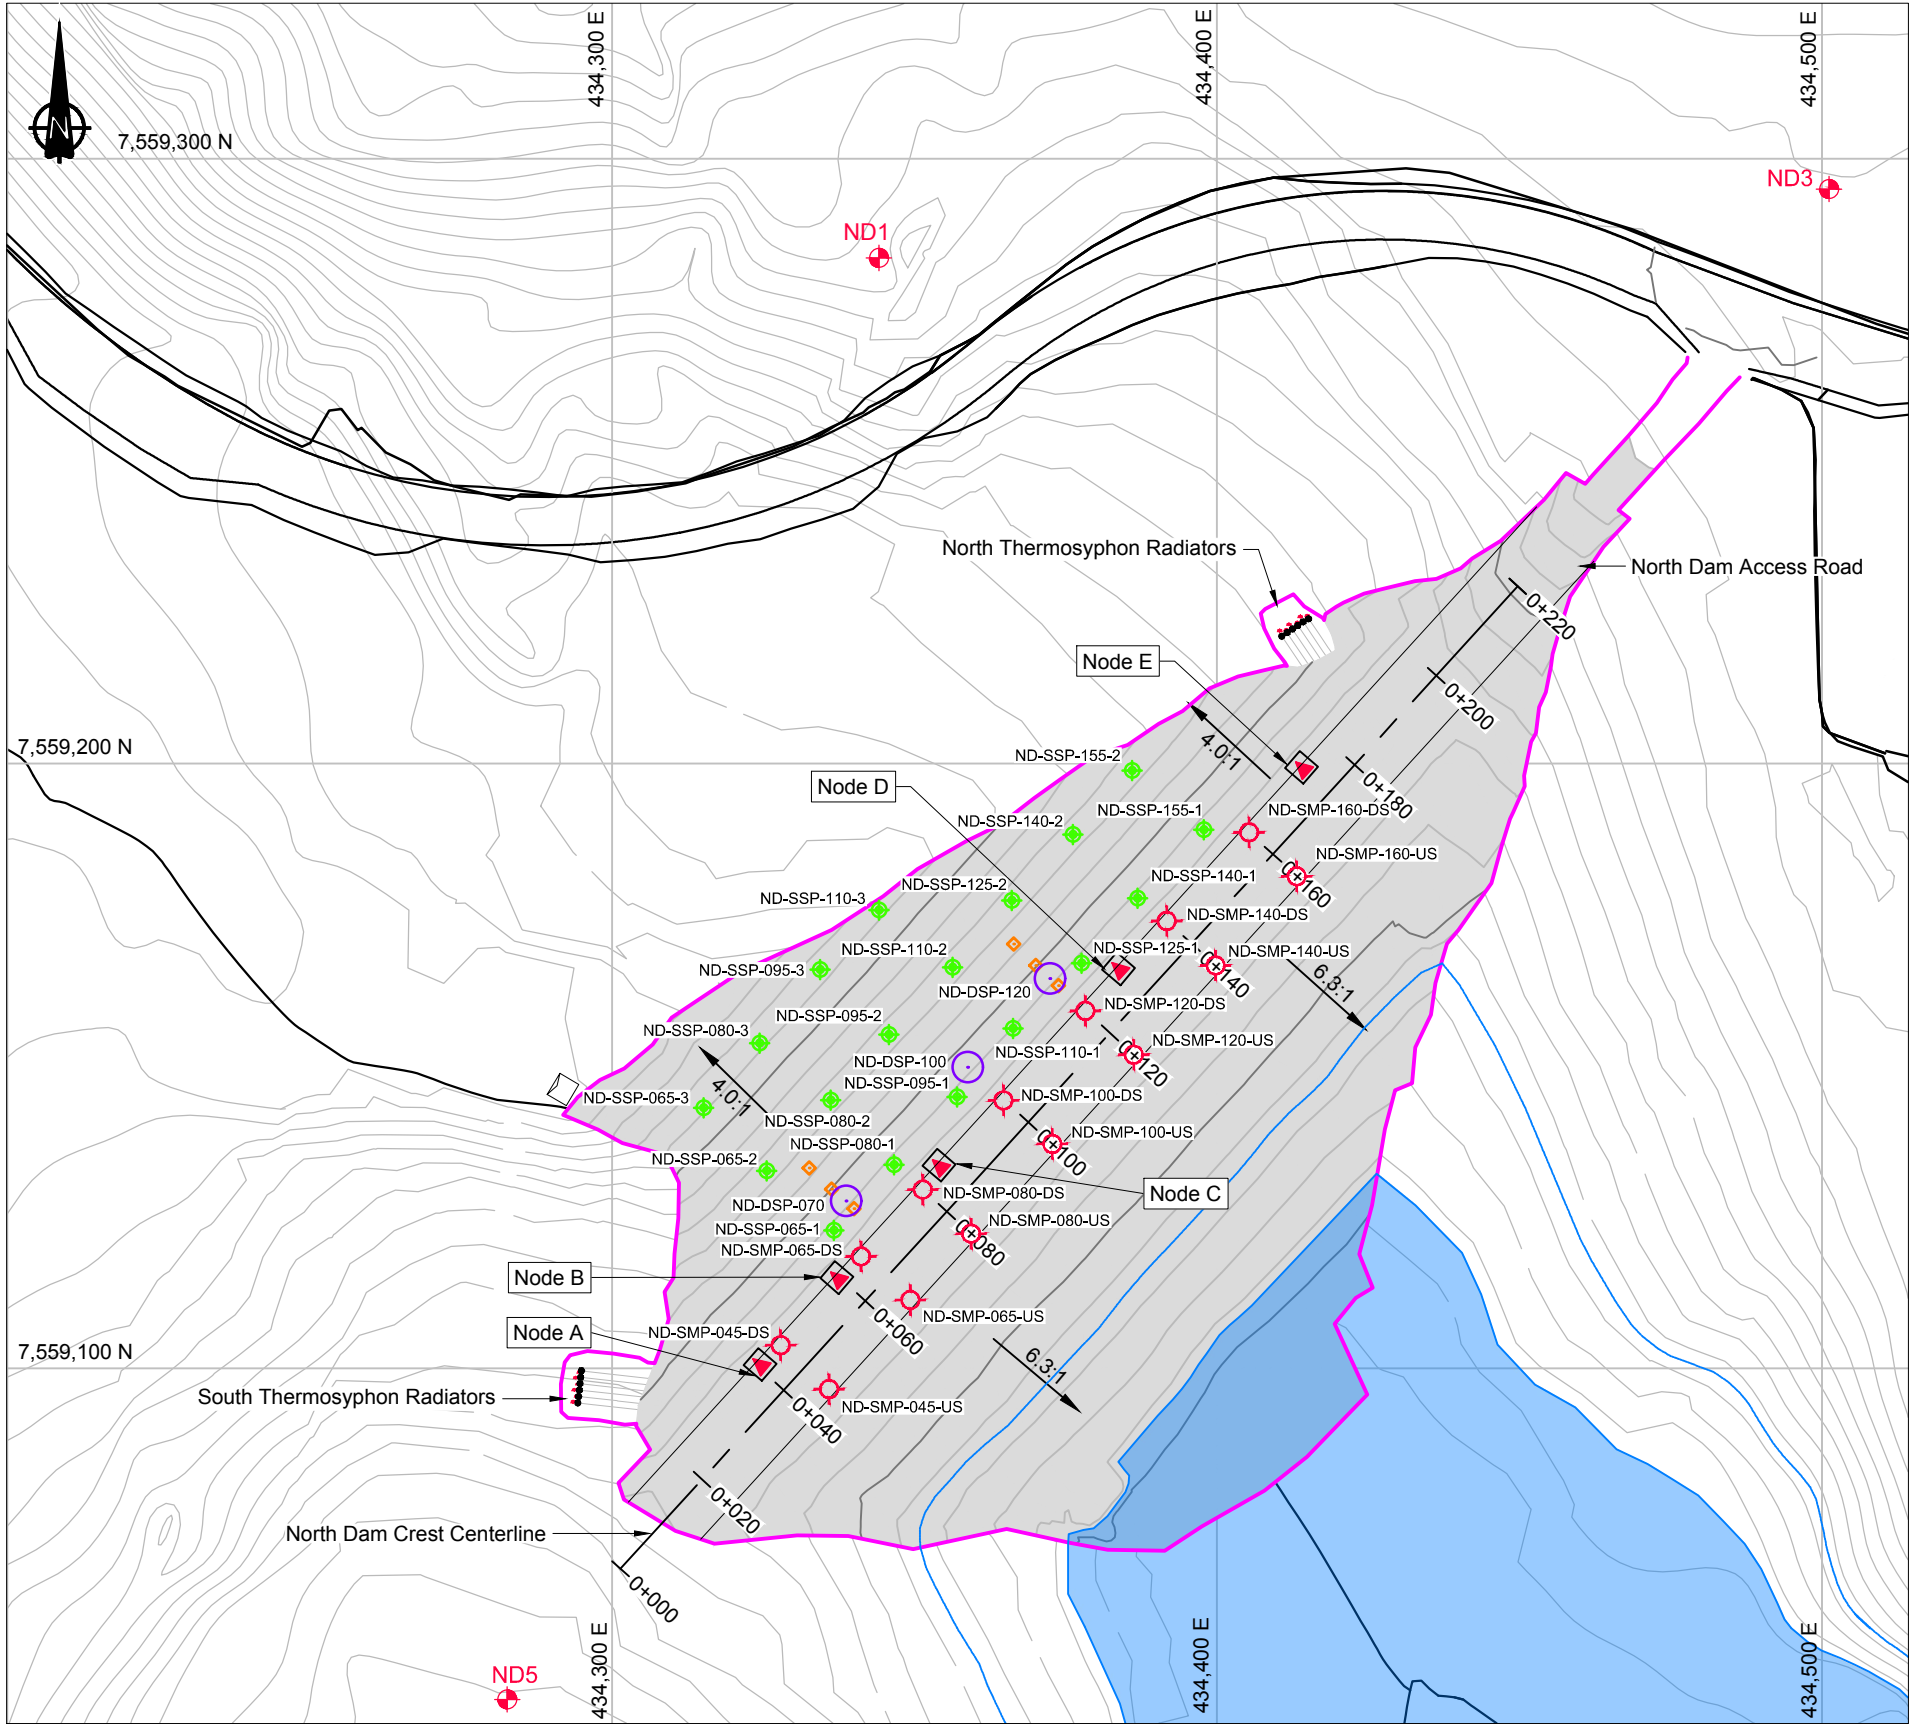 434,300 E
434,400 E
434,500 E
N
7,559,300 N
ND3
ND1
North Thermosyphon Radiators
North Dam Access Road
0+220
Node E
0+200
4.0:1
7,559,200 N
ND-SSP-155-2
Node D
0+180
ND-SSP-155-1
ND-SMP-160-DS
ND-SSP-140-2
ND-SMP-160-US
0+160
ND-SSP-125-2
ND-SSP-140-1
ND-SSP-110-3
ND-SMP-140-DS
ND-SSP-110-2
ND-SSP-125-1
ND-SMP-140-US
0+140
6.3:1
ND-SSP-095-3
ND-DSP-120
ND-SMP-120-DS
ND-SSP-095-2
ND-SSP-080-3
ND-SMP-120-US
ND-SSP-110-1
0+120
ND-DSP-100
ND-SSP-095-1
ND-SMP-100-DS
ND-SSP-065-3
4.0:1
ND-SSP-080-2
ND-SMP-100-US
0+100
ND-SSP-080-1
ND-SSP-065-2
ND-SMP-080-DS
Node C
ND-DSP-070
ND-SMP-080-US
0+080
ND-SSP-065-1
ND-SMP-065-DS
Node B
ND-SMP-065-US
0+060
Node A
ND-SMP-045-DS
7,559,100 N
6.3:1
South Thermosyphon Radiators
ND-SMP-045-US
0+040
0+020
North Dam Crest Centerline
0+000
ND5
434,300 E
434,400 E
434,500 E